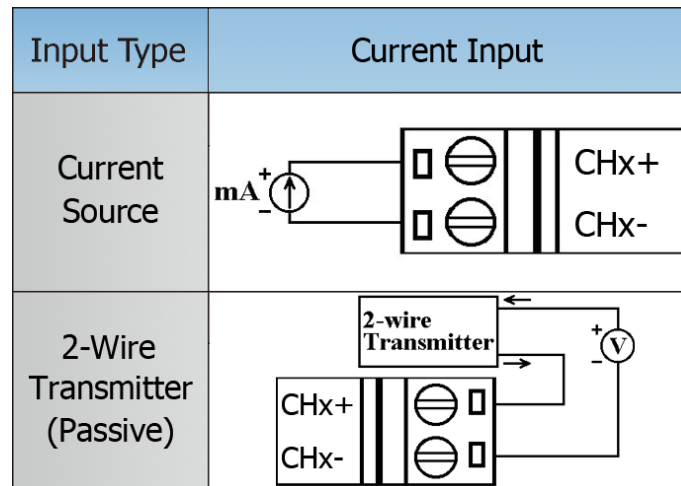 Input Type
Current Input
Current
Source
mA
+
−
CHx+
CHx-
2-Wire
Transmitter
(Passive)
2-wire
Transmitter
+
V
−
CHx+
CHx-